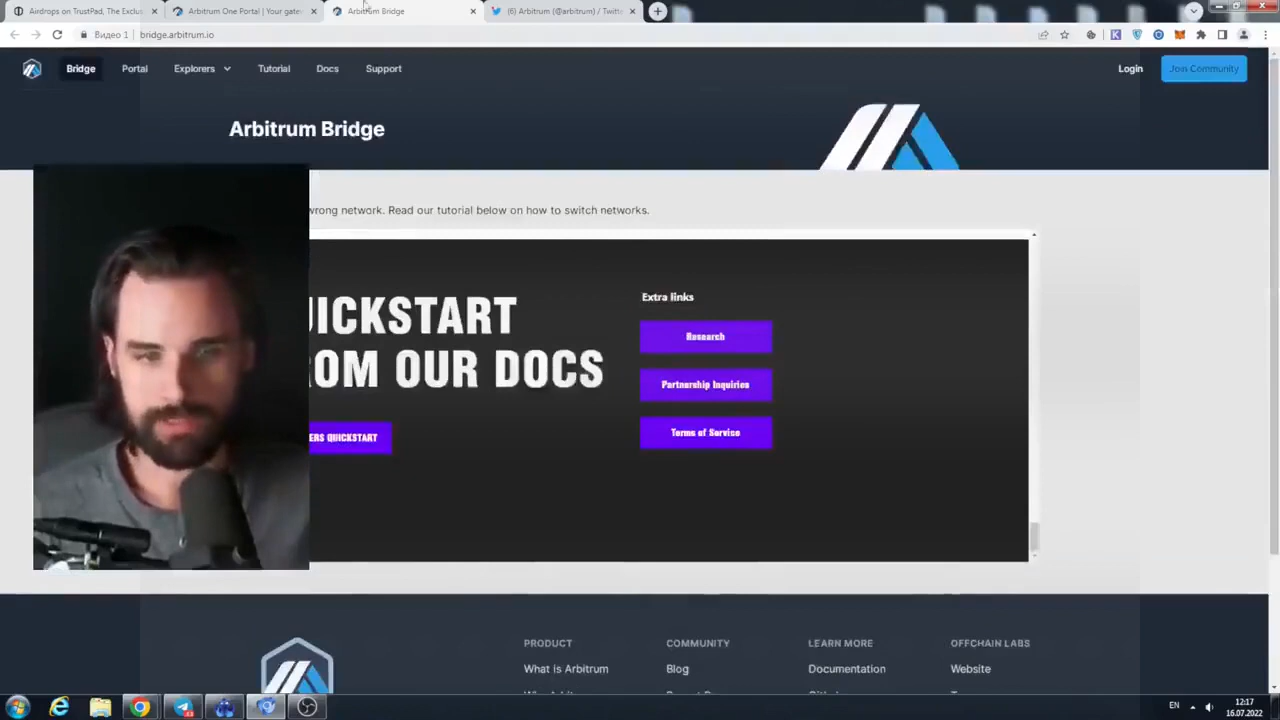 Airdrops on TrustPad, The Exclus
Arbitrum One Portal | Your gate
Arbitrum Bridge
(6) Arbitrum (@arbitrum) / Twitte
Видео 1
bridge.arbitrum.io
Bridge
Portal
Explorers
Tutorial
Docs
Support
Login
Join Community
Arbitrum Bridge
wrong network. Read our tutorial below on how to switch networks.
UICKSTART
OM OUR DOCS
ERS QUICKSTART
Extra links
Research
Partnership Inquiries
Terms of Service
PRODUCT
COMMUNITY
LEARN MORE
OFFCHAIN LABS
What is Arbitrum
Blog
Documentation
Website
EN
12:17
16.07.2022